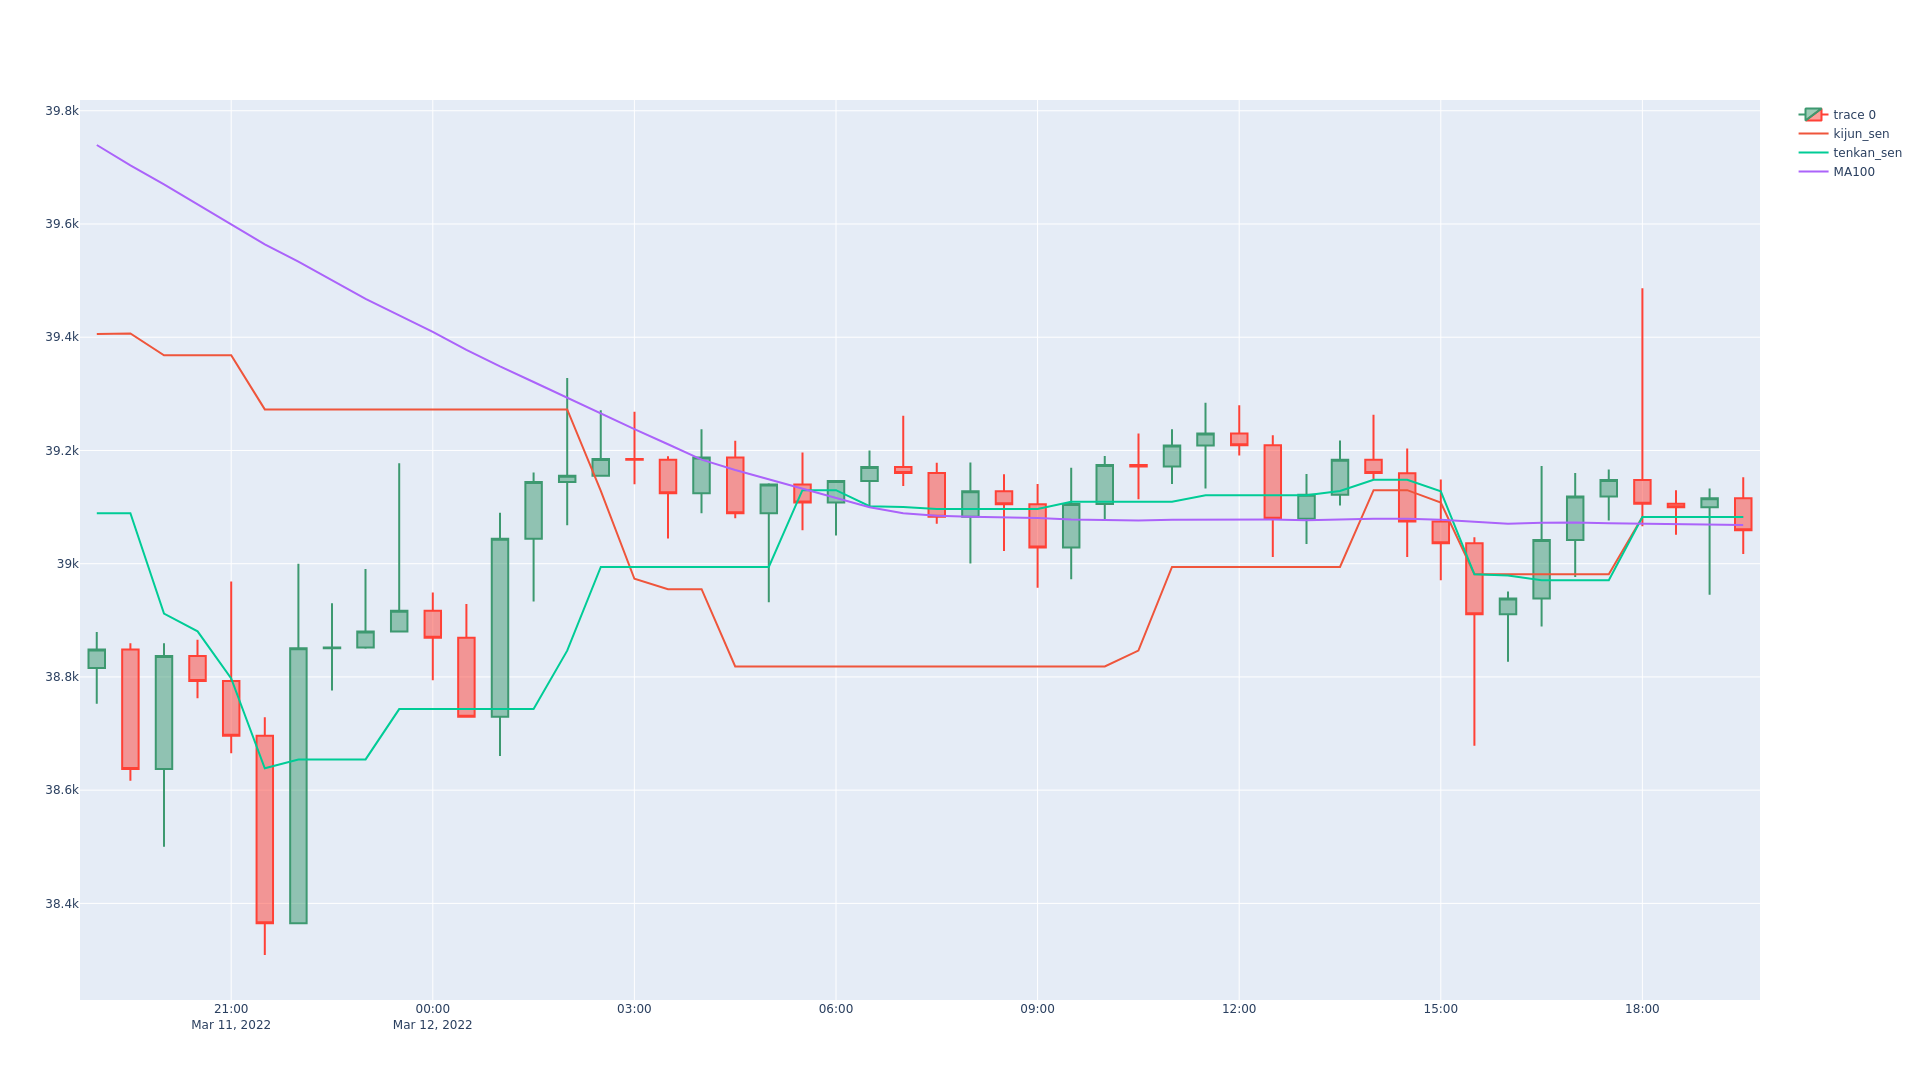 39.8k
39.6k
39.4k
39.2k
39k
38.8k
38.6k
38.4k
21:00
Mar 11, 2022
00:00
Mar 12, 2022
03:00
06:00
09:00
12:00
15:00
18:00
trace 0
kijun_sen
tenkan_sen
MA100